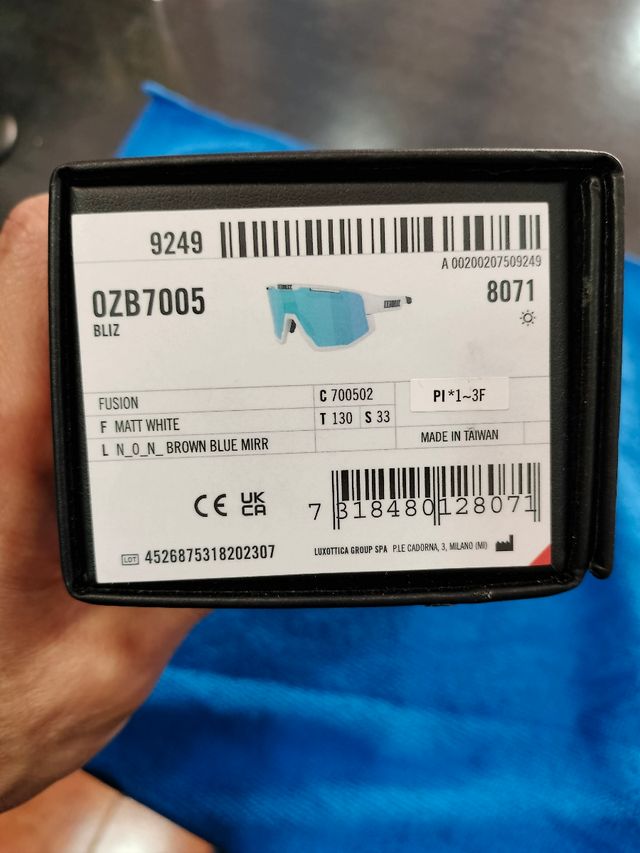 9249
A 00200207509249
0ZB7005
8071
BLIZ
FUSION
C 700502
PI *1~3F
F MATT WHITE
T 130
S 33
L N_O_N_ BROWN BLUE MIRR
MADE IN TAIWAN
CE UK CA
7 318480 128071
LOT 4526875318202307
LUXOTTICA GROUP SPA P.LE CADORNA, 3, MILANO (MI)